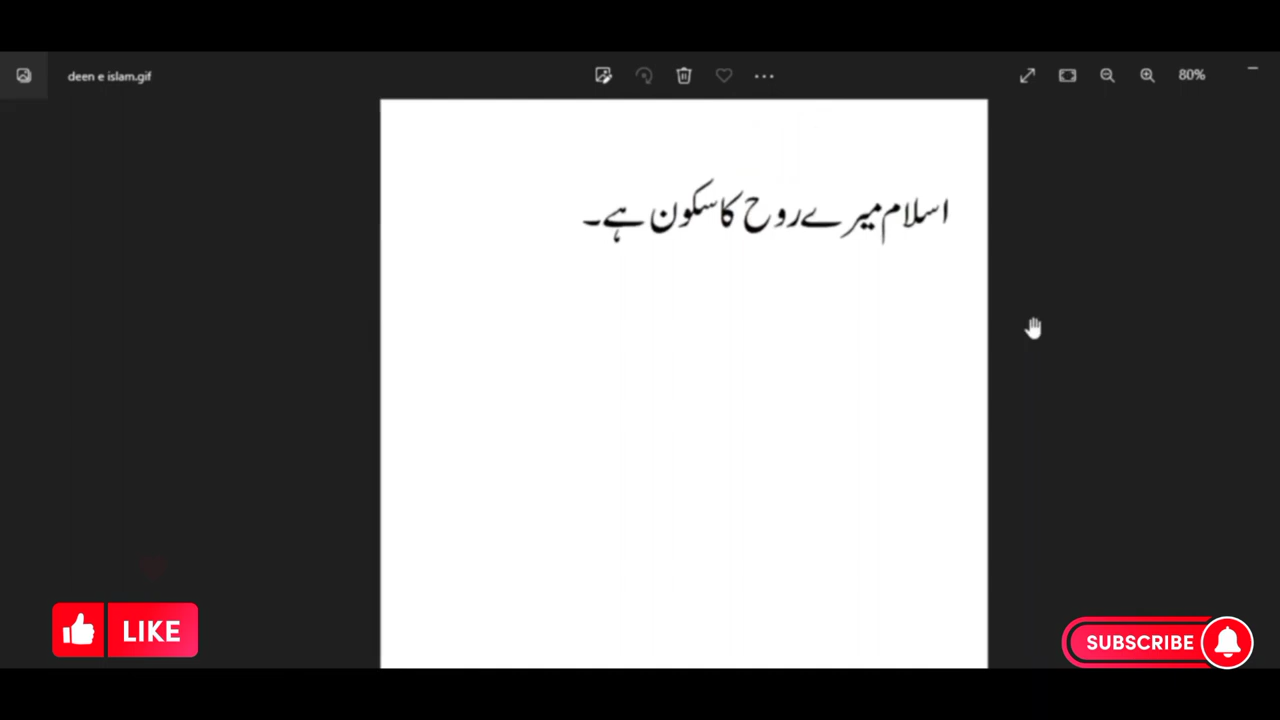 deen e islam.gif
80%
اسلام میرے روح کا سکون ہے۔
LIKE
SUBSCRIBE